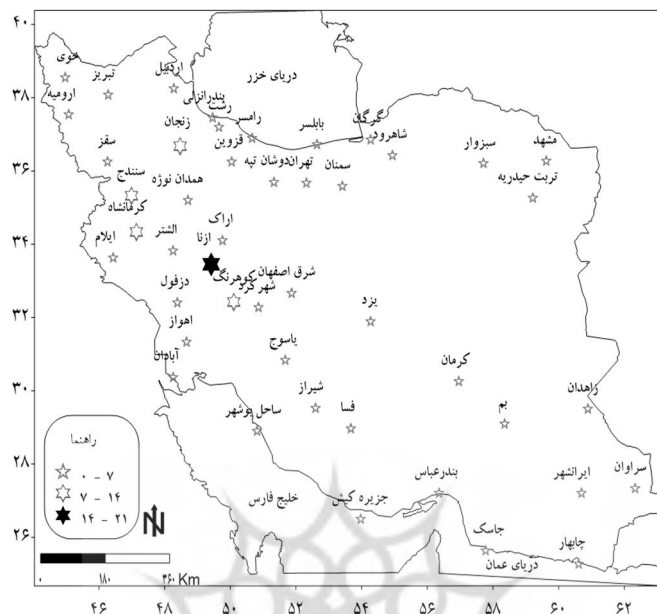 ۴۰
۳۸
۳۶
۳۴
۳۲
۳۰
۲۸
۲۶
خوی
تبریز
اردبیل
ارومیه
دریای خزر
بندرانزلی
رشت
رامسر
بابلسر
گرگان
شاهرود
زنجان
قزوین
دوشان تپه
تهران
سمنان
سبزوار
مشهد
تربت حیدریه
سقز
سنندج
همدان نوژه
کرمانشاه
ایلام
الشتر
اراک
ازنا
کوهرنگ
شهرکرد
شرق اصفهان
دزفول
اهواز
آبادان
یاسوج
یزد
کرمان
زاهدان
شیراز
فسا
بم
ساحل بوشهر
خلیج فارس
جزیره کیش
بندرعباس
جاسک
دریای عمان
ایرانشهر
سراوان
چابهار
راهنما
۰ - ۷
۷ - ۱۴
۱۴ - ۲۱
N
۰ ۱۸۰ ۳۶۰ Km
۴۶ ۴۸ ۵۰ ۵۲ ۵۴ ۵۶ ۵۸ ۶۰ ۶۲